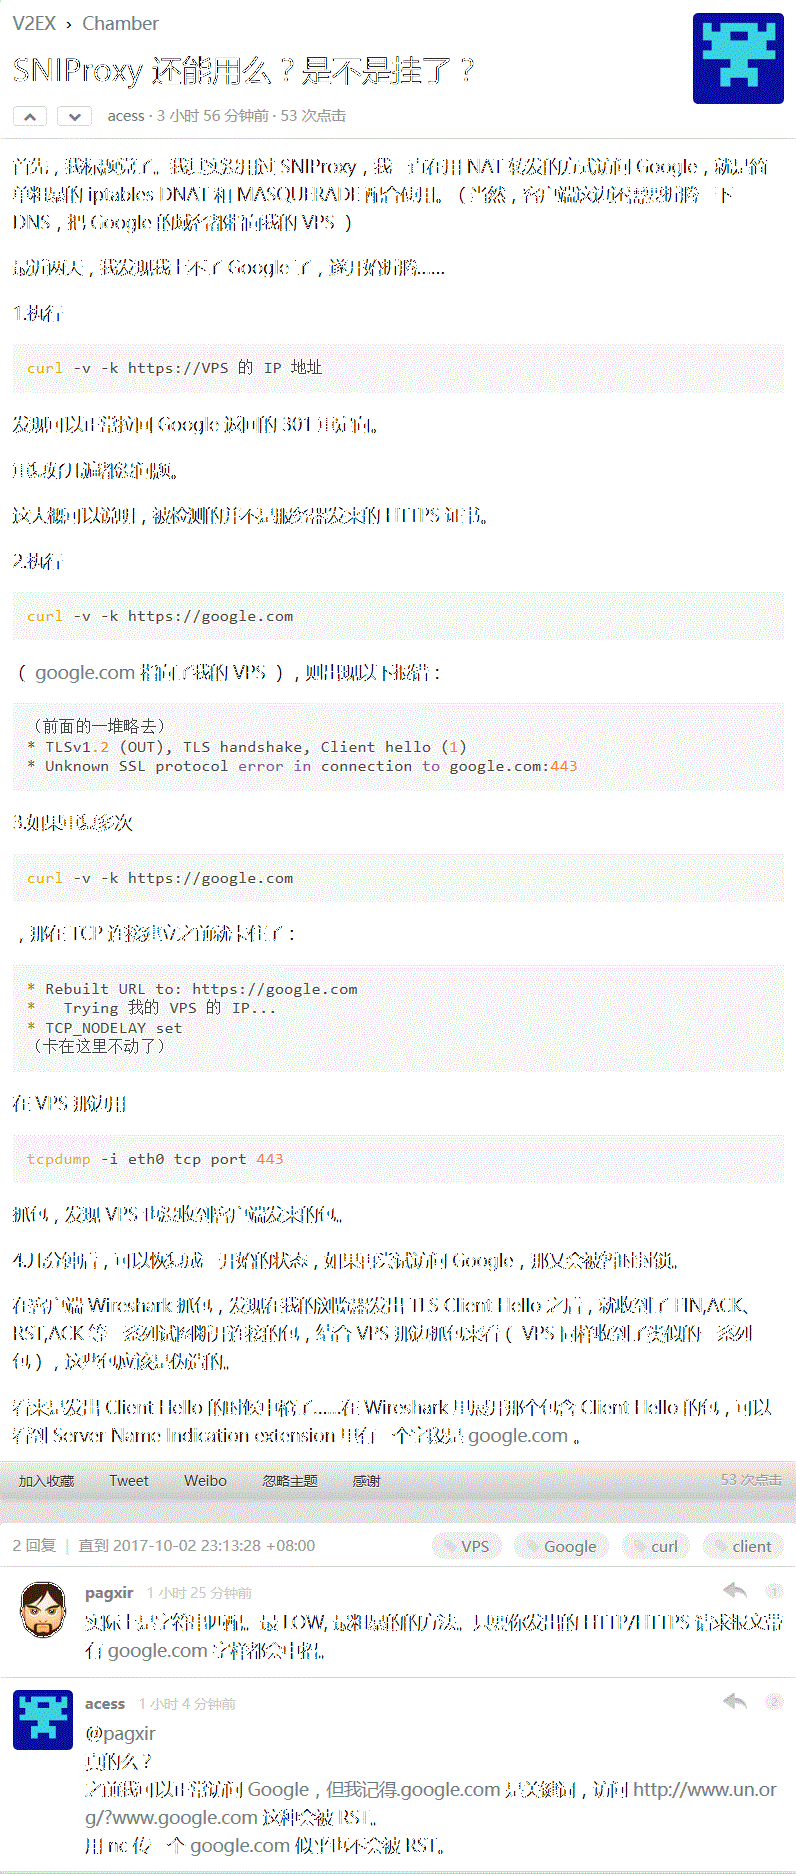 V2EX › Chamber
SNIProxy 还能用么？是不是挂了？
acess · 3 小时 56 分钟前 · 53 次点击
首先，我标题党了。我其实没用过 SNIProxy，我一直在用 NAT 转发的方式访问 Google，就是简
单粗暴的 iptables DNAT 和 MASQUERADE 配合使用。（当然，客户端这边还需要折腾一下
DNS，把 Google 的域名都指向我的 VPS ）
最近两天，我发现我上不了 Google 了，遂开始折腾……
1.执行
curl -v -k https://VPS 的 IP 地址
发现可以正常拉回 Google 返回的 301 重定向。
重复好几遍都没问题。
这大概可以说明，被检测的并不是服务器发来的 HTTPS 证书。
2.执行
curl -v -k https://google.com
（ google.com 指向了我的 VPS ），则出现以下报错：
（前面的一堆略去）
* TLSv1.2 (OUT), TLS handshake, Client hello (1)
* Unknown SSL protocol error in connection to google.com:443
3.如果重复多次
curl -v -k https://google.com
，那在 TCP 连接建立之前就卡住了：
* Rebuilt URL to: https://google.com
* Trying 我的 VPS 的 IP...
* TCP_NODELAY set
（卡在这里不动了）
在 VPS 那边用
tcpdump -i eth0 tcp port 443
抓包，发现 VPS 也没收到客户端发来的包。
4.几分钟后，可以恢复成一开始的状态，如果再尝试访问 Google，那又会被暂时封锁。
在客户端 Wireshark 抓包，发现在我的浏览器发出 TLS Client Hello 之后，就收到了 FIN,ACK、
RST,ACK 等一系列试图断开连接的包，结合 VPS 那边抓包来看（ VPS 同样收到了类似的一系列
包），这些包应该是伪造的。
看来是发出 Client Hello 的时候中枪了……在 Wireshark 里展开那个包含 Client Hello 的包，可以
看到 Server Name Indication extension 里有一个字段是 google.com 。
加入收藏 Tweet Weibo 忽略主题 感谢 53 次点击
2 回复 | 直到 2017-10-02 23:13:28 +08:00 VPS Google curl client
pagxir 1 小时 25 分钟前 1
实际上是字符串匹配。最 LOW, 最粗暴的的方法。只要你发出的 HTTP/HTTPS 请求报文带
有 google.com 字样都会中招。
acess 1 小时 4 分钟前 2
@pagxir
真的么？
之前我可以正常访问 Google，但我记得.google.com 是关键词，访问 http://www.un.or
g/?www.google.com 这种会被 RST。
用 nc 传一个 google.com 似乎也不会被 RST。